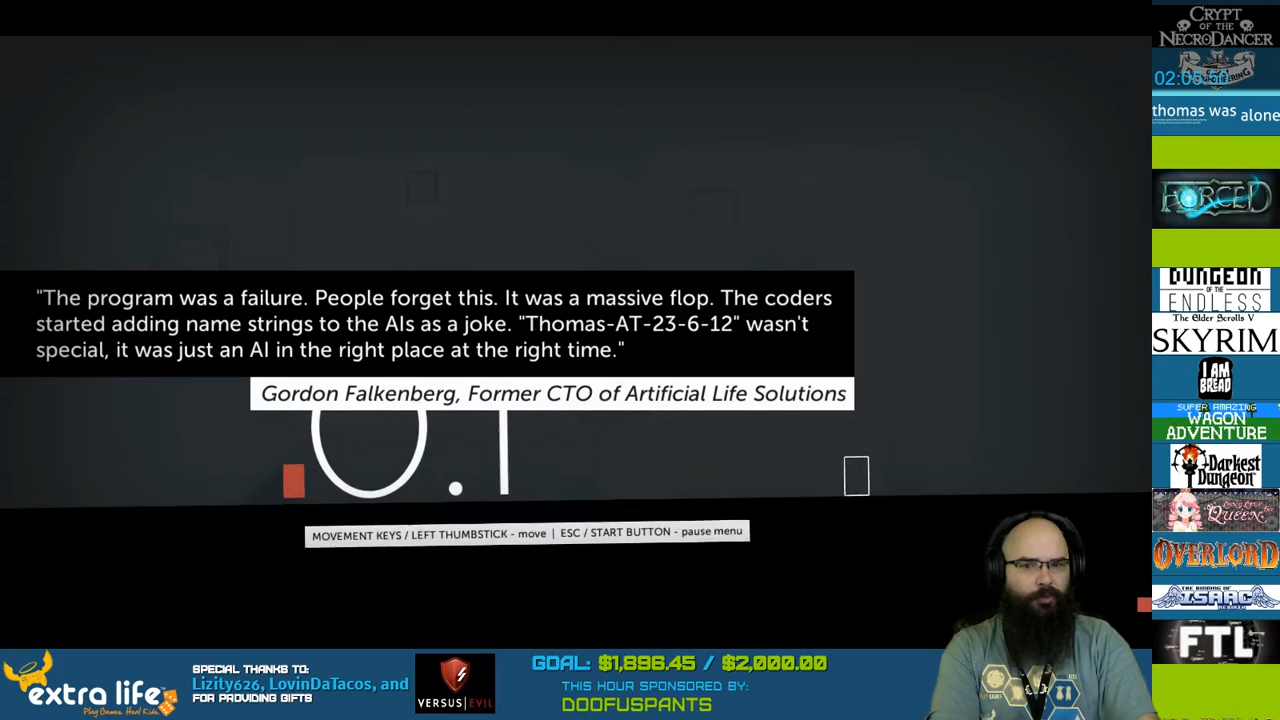 CRYPT
OF THE
NECRODANCER
02:05:50
thomas was alone
FORCED
DUNGEON
OF THE
ENDLESS
The Elder Scrolls V
SKYRIM
I AM
BREAD
SUPER AMAZING
WAGON
ADVENTURE
Darkest
Dungeon
LONG LIVE
THE
QUEEN
OVERLORD
THE BINDING OF
ISAAC
REBIRTH
FTL
"The program was a failure. People forget this. It was a massive flop. The coders
started adding name strings to the AIs as a joke. "Thomas-AT-23-6-12" wasn't
special, it was just an AI in the right place at the right time."
Gordon Falkenberg, Former CTO of Artificial Life Solutions
0.1
MOVEMENT KEYS / LEFT THUMBSTICK - move | ESC / START BUTTON - pause menu
extra life
Play Games. Heal Kids.
SPECIAL THANKS TO:
Lizity626, LovinDaTacos, and
FOR PROVIDING GIFTS
VERSUS EVIL
GOAL: $1,896.45 / $2,000.00
THIS HOUR SPONSORED BY:
DOOFUSPANTS